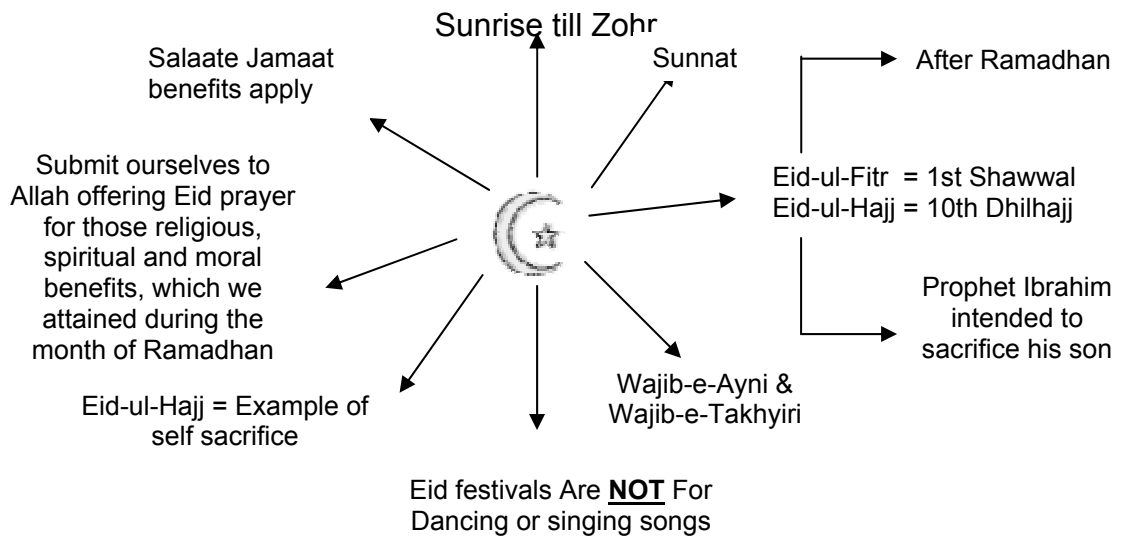 Sunrise till Zohr
Salaate Jamaat
benefits apply
Sunnat
After Ramadhan
Submit ourselves to
Allah offering Eid prayer
for those religious,
spiritual and moral
benefits, which we
attained during the
month of Ramadhan
Eid-ul-Fitr = 1st Shawwal
Eid-ul-Hajj = 10th Dhilhajj
Prophet Ibrahim
intended to
sacrifice his son
Eid-ul-Hajj = Example of
self sacrifice
Wajib-e-Ayni &
Wajib-e-Takhyiri
Eid festivals Are NOT For
Dancing or singing songs